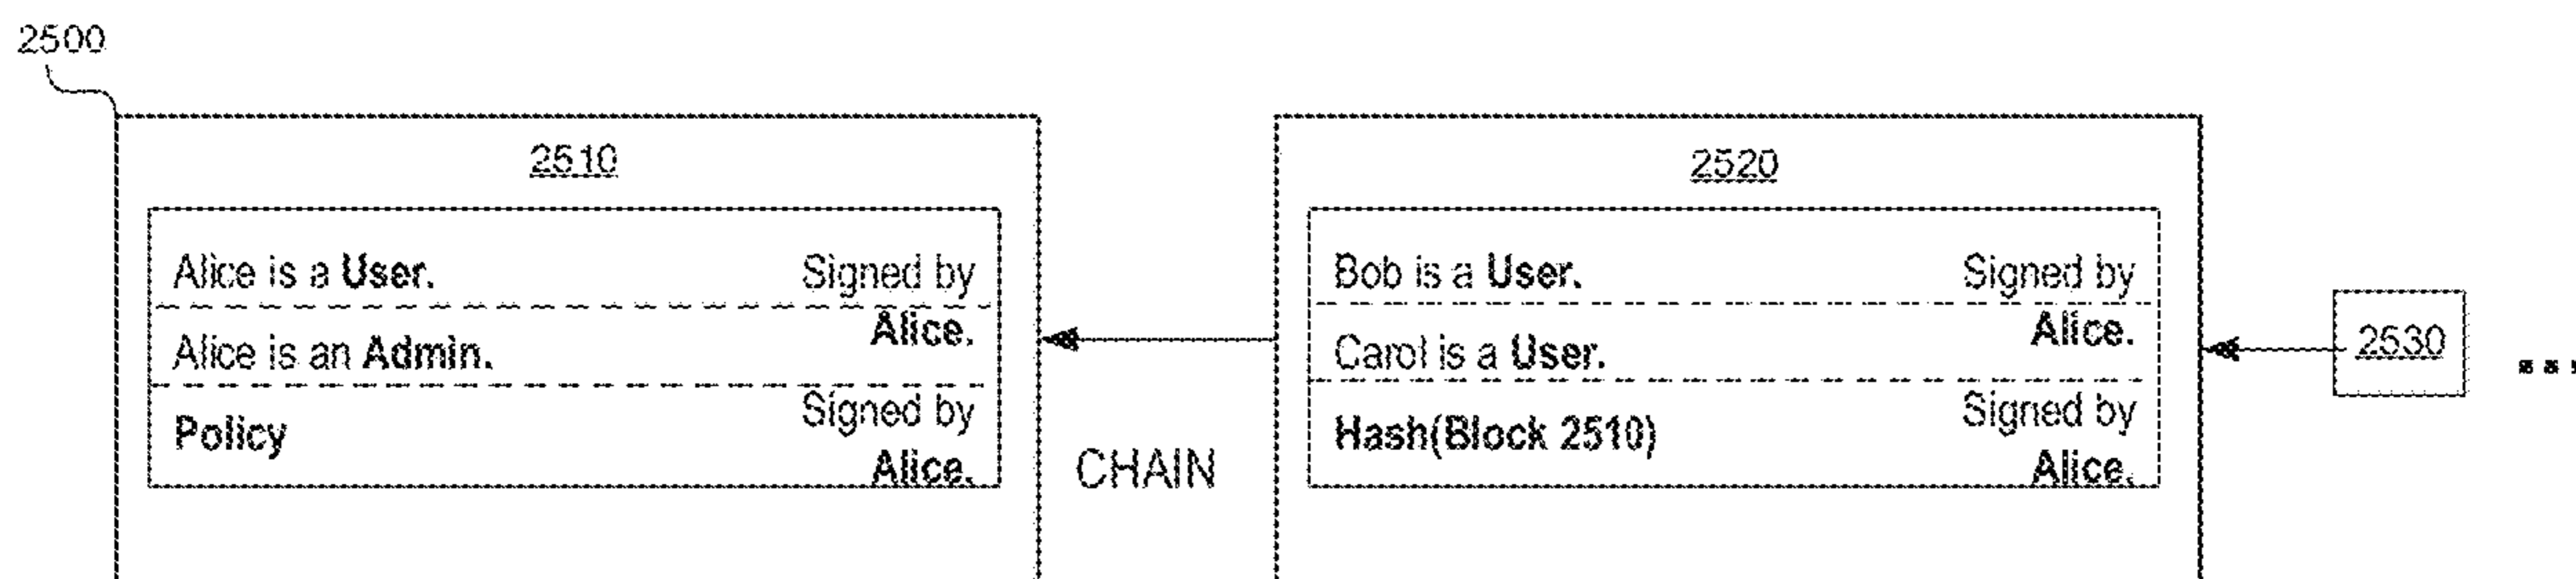 2500
2510
Alice is a User.
Signed by
Alice.
Alice is an Admin.
Signed by
Policy
Alice.
CHAIN
2520
Bob is a User.
Signed by
Alice.
Carol is a User.
Signed by
Hash(Block 2510)
Alice.
2530